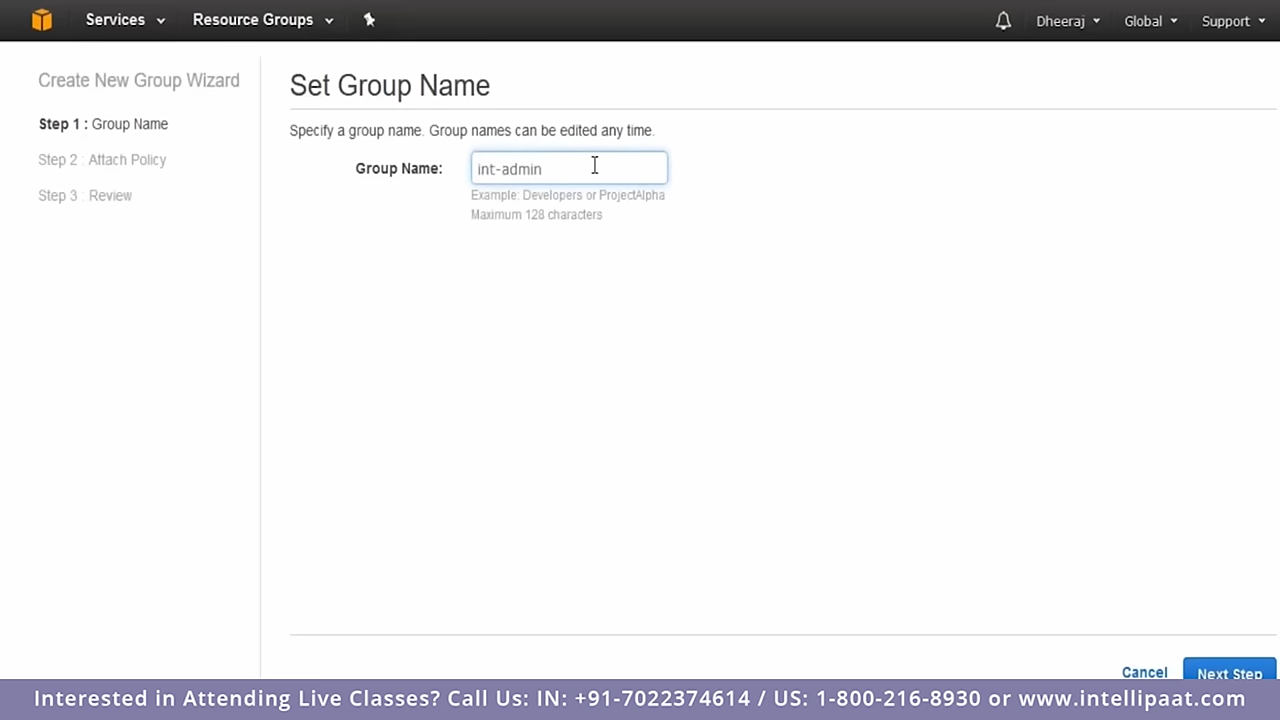 Services Resource Groups Dheeraj Global Support
Create New Group Wizard
Step 1 : Group Name
Step 2 : Attach Policy
Step 3 : Review
Set Group Name
Specify a group name. Group names can be edited any time.
Group Name: int-admin
Example: Developers or ProjectAlpha
Maximum 128 characters
Cancel Next Step
Interested in Attending Live Classes? Call Us: IN: +91-7022374614 / US: 1-800-216-8930 or www.intellipaat.com